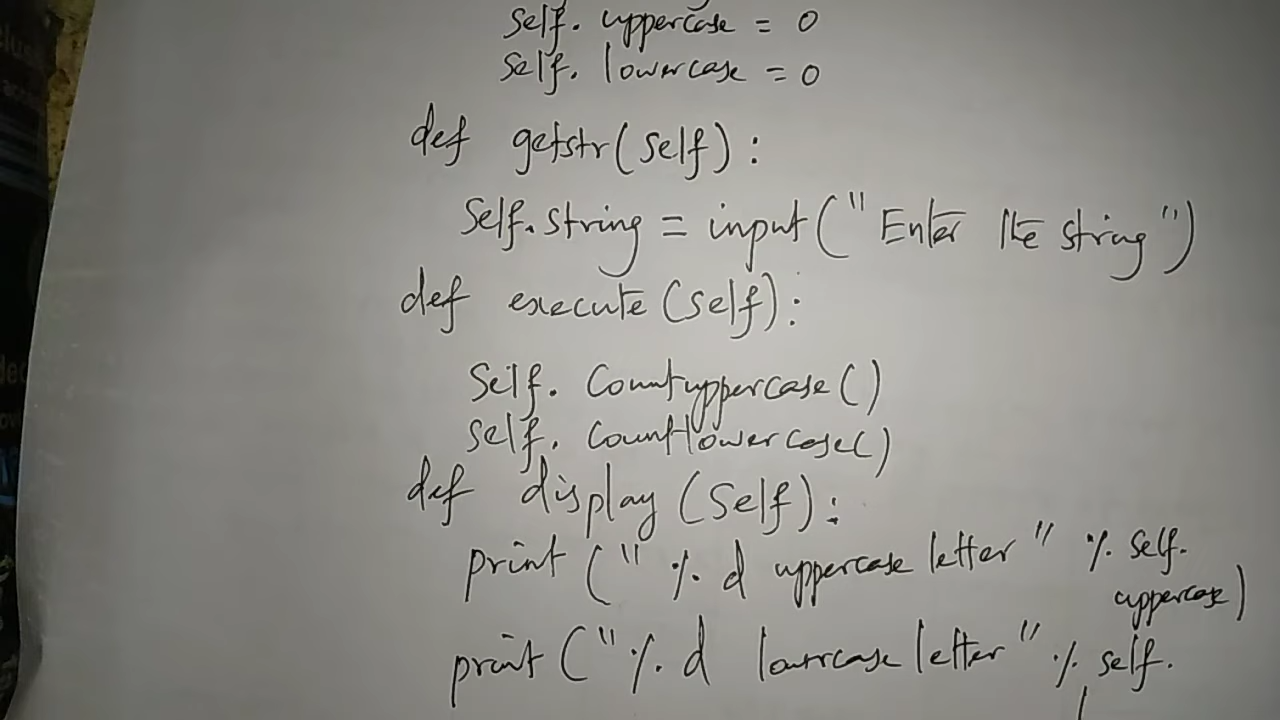 self. uppercase = 0
self. lowercase = 0
def getstr(self):
self.string = input("Enter the string")
def execute(self):
self. Countuppercase()
self. Countlowercase()
def display(self):
print("%d uppercase letter" % self.
uppercase)
print("%d lowercase letter" % self.